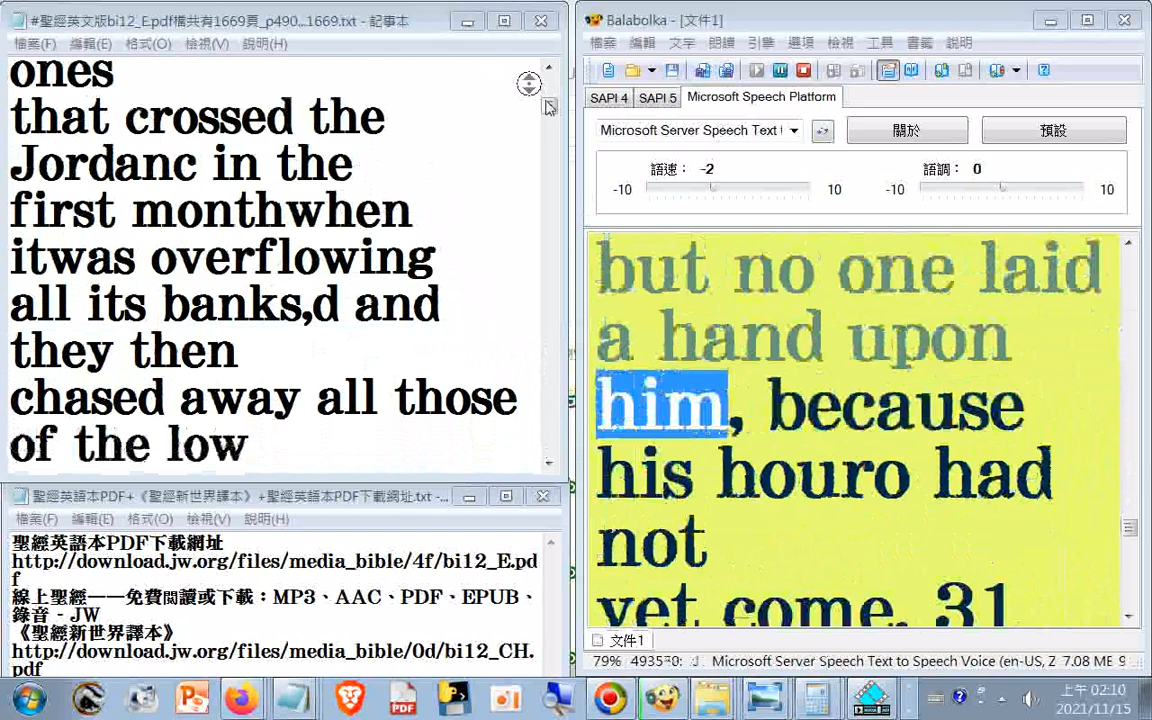 #聖經英文版bi12_E.pdf檔共有1669頁_p490...1669.txt - 記事本
檔案(F) 編輯(E) 格式(O) 檢視(V) 說明(H)
ones
that crossed the
Jordanc in the
first monthwhen
itwas overflowing
all its banks,d and
they then
chased away all those
of the low
聖經英語本PDF+《聖經新世界譯本》+聖經英語本PDF下載網址.txt -...
檔案(F) 編輯(E) 格式(O) 檢視(V) 說明(H)
聖經英語本PDF下載網址
http://download.jw.org/files/media_bible/4f/bi12_E.pd
f
線上聖經——免費閱讀或下載：MP3、AAC、PDF、EPUB、
錄音 - JW
《聖經新世界譯本》
http://download.jw.org/files/media_bible/0d/bi12_CH.
pdf
Balabolka - [文件1]
檔案 編輯 文字 朗讀 引擎 選項 檢視 工具 書籤 說明
SAPI 4 SAPI 5 Microsoft Speech Platform
Microsoft Server Speech Text 關於 預設
語速： -2 語調： 0
-10 10 -10 10
but no one laid
a hand upon
him, because
his houro had
not
yet come. 31
文件1
79% Microsoft Server Speech Text to Speech Voice (en-US, Z 7.08 MB 9
PDF
上午 02:10
2021/11/15